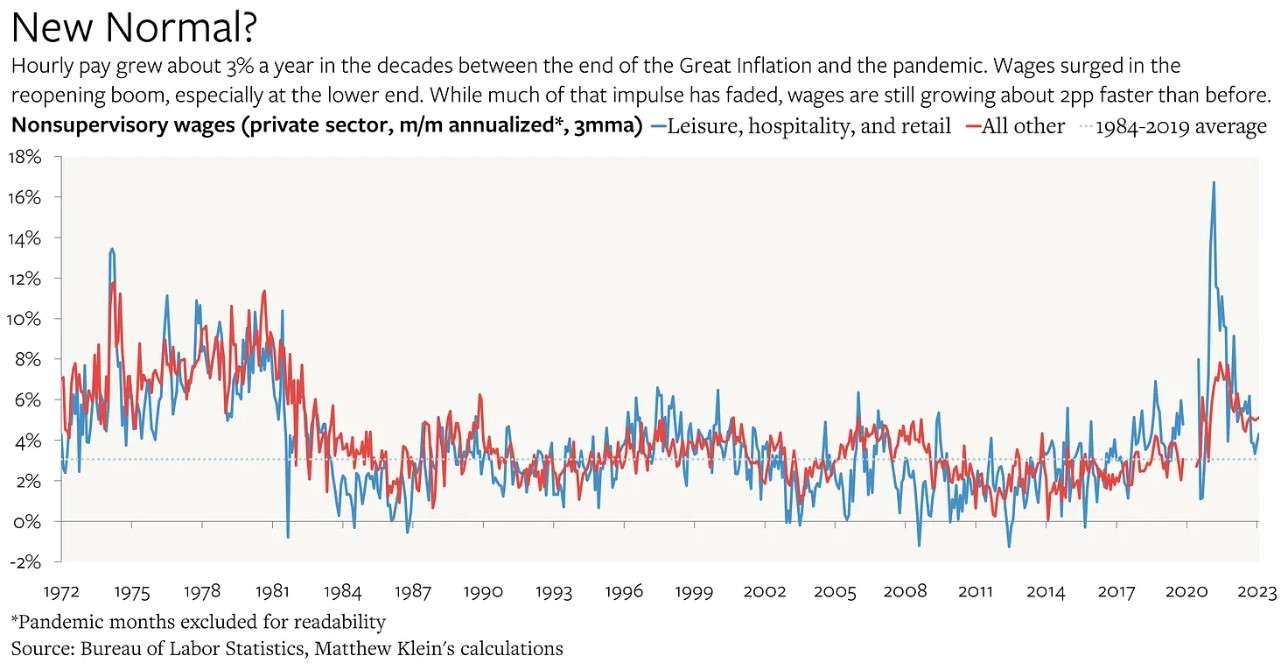 New Normal?
Hourly pay grew about 3% a year in the decades between the end of the Great Inflation and the pandemic. Wages surged in the
reopening boom, especially at the lower end. While much of that impulse has faded, wages are still growing about 2pp faster than before.
Nonsupervisory wages (private sector, m/m annualized*, 3mma) Leisure, hospitality, and retail All other 1984-2019 average
18%
16%
14%
12%
10%
8%
6%
4%
2%
0%
-2%
1972 1975 1978 1981 1984 1987 1990 1993 1996 1999 2002 2005 2008 2011 2014 2017 2020 2023
*Pandemic months excluded for readability
Source: Bureau of Labor Statistics, Matthew Klein's calculations